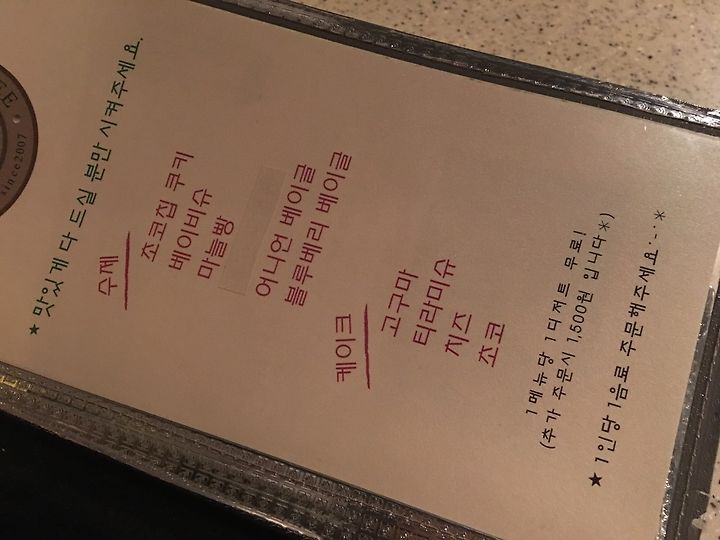 EE
since2007
★ 맛있게 다 드실 분만 시켜주세요.
수제
쵸코칩 쿠키
베이비슈
마늘빵
어니언 베이글
블루베리 베이글
케이크
고구마
티라미슈
치즈
쵸코
1메뉴당 1디저트 무료!
(추가 주문시 1,500원 입니다*)
★ 1인당 1음료 주문해주세요·_·*